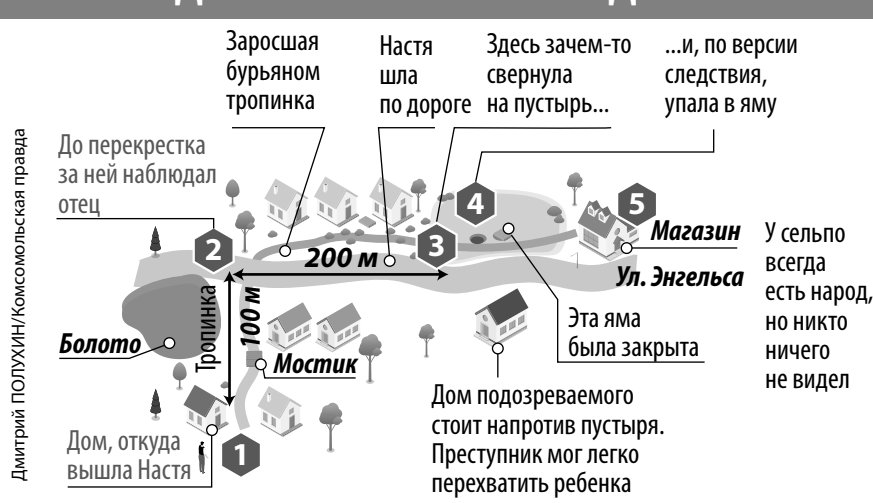 Заросшая
бурьяном
тропинка
Настя
шла
по дороге
Здесь зачем-то
свернула
на пустырь...
...и, по версии
следствия,
упала в яму
До перекрестка
за ней наблюдал
отец
2
200 м
3
4
5
Магазин
Ул. Энгельса
У сельпо
всегда
есть народ,
но никто
ничего
не видел
Болото
Тропинка
100 м
Мостик
Эта яма
была закрыта
Дом подозреваемого
стоит напротив пустыря.
Преступник мог легко
перехватить ребенка
Дом, откуда
вышла Настя
1
Дмитрий ПОЛУХИН/Комсомольская правда